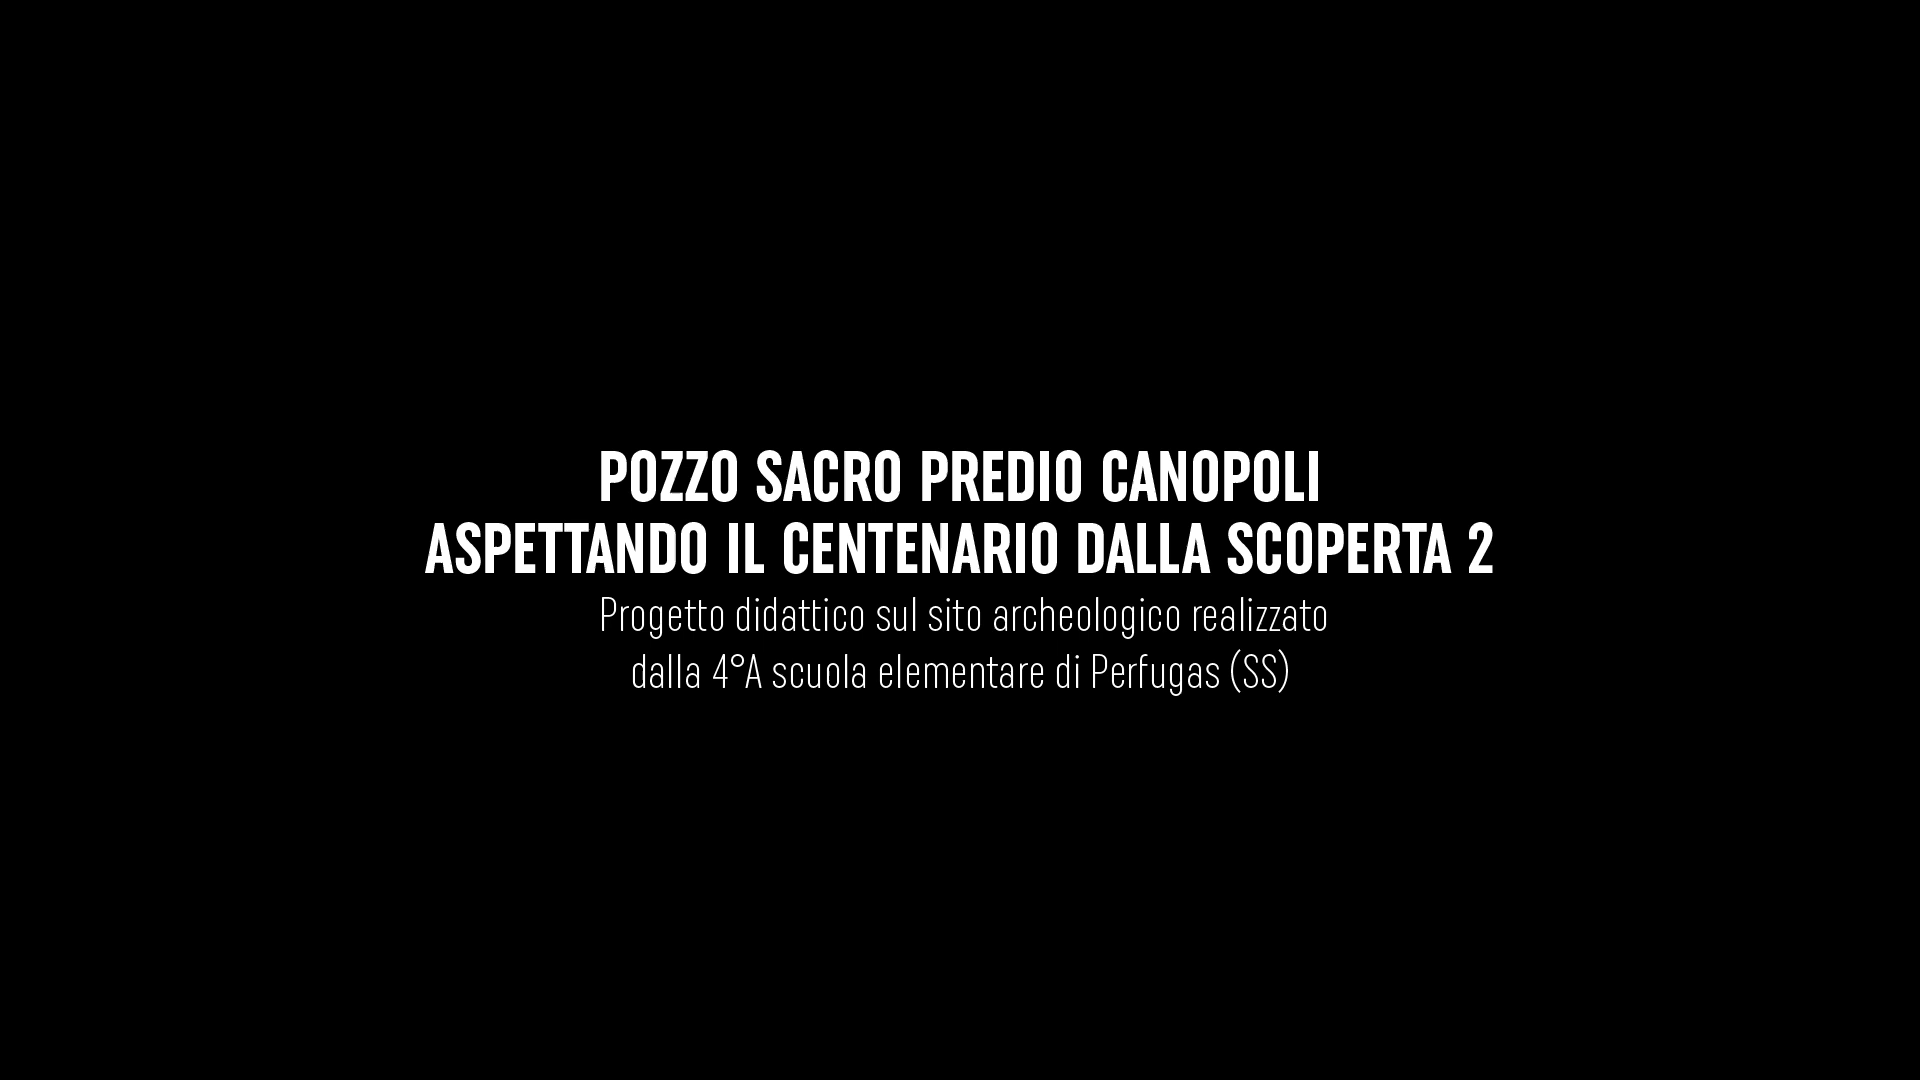 POZZO SACRO PREDIO CANOPOLI
ASPETTANDO IL CENTENARIO DALLA SCOPERTA 2
Progetto didattico sul sito archeologico realizzato
dalla 4°A scuola elementare di Perfugas (SS)